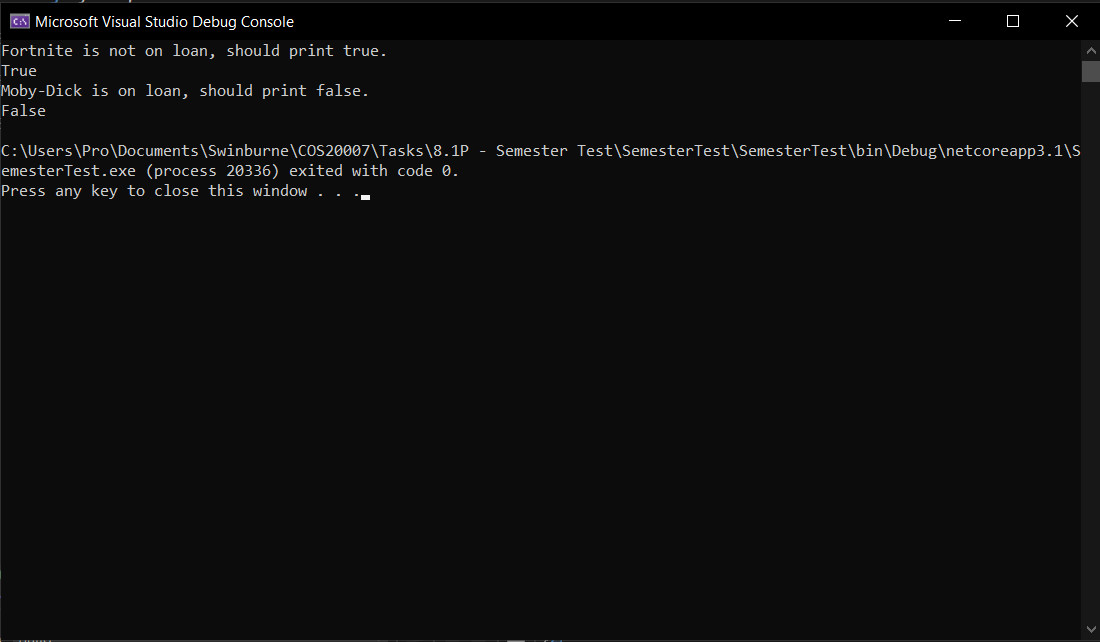 Microsoft Visual Studio Debug Console
Fortnite is not on loan, should print true.
True
Moby-Dick is on loan, should print false.
False
C:\Users\Pro\Documents\Swinburne\COS20007\Tasks\8.1P - Semester Test\SemesterTest\SemesterTest\bin\Debug\netcoreapp3.1\S
emesterTest.exe (process 20336) exited with code 0.
Press any key to close this window . . .